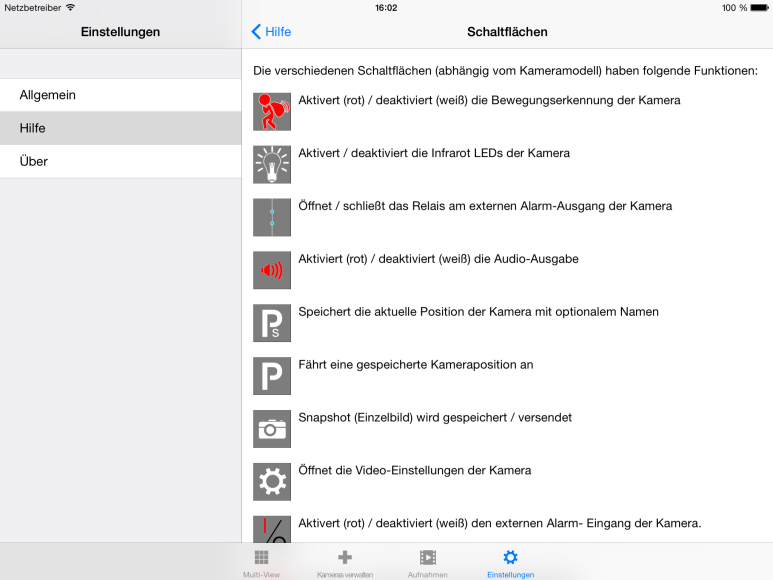 Netzbetreiber 16:02 100 %
Einstellungen
Hilfe Schaltflächen
Allgemein
Hilfe
Über
Die verschiedenen Schaltflächen (abhängig vom Kameramodell) haben folgende Funktionen:
Aktivert (rot) / deaktiviert (weiß) die Bewegungserkennung der Kamera
Aktivert / deaktiviert die Infrarot LEDs der Kamera
Öffnet / schließt das Relais am externen Alarm-Ausgang der Kamera
Aktiviert (rot) / deaktiviert (weiß) die Audio-Ausgabe
Ps Speichert die aktuelle Position der Kamera mit optionalem Namen
P Fährt eine gespeicherte Kameraposition an
Snapshot (Einzelbild) wird gespeichert / versendet
Öffnet die Video-Einstellungen der Kamera
Aktivert (rot) / deaktiviert (weiß) den externen Alarm- Eingang der Kamera.
Multi-View Kameras verwalten Aufnahmen Einstellungen